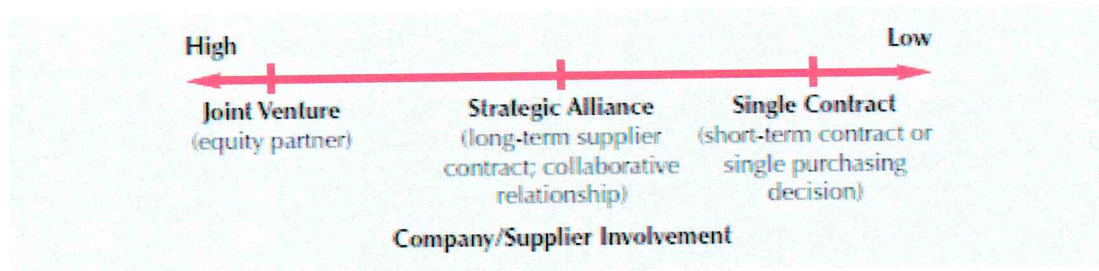 High
Low
Joint Venture
(equity partner)
Strategic Alliance
(long-term supplier
contract; collaborative
relationship)
Single Contract
(short-term contract or
single purchasing
decision)
Company/Supplier Involvement